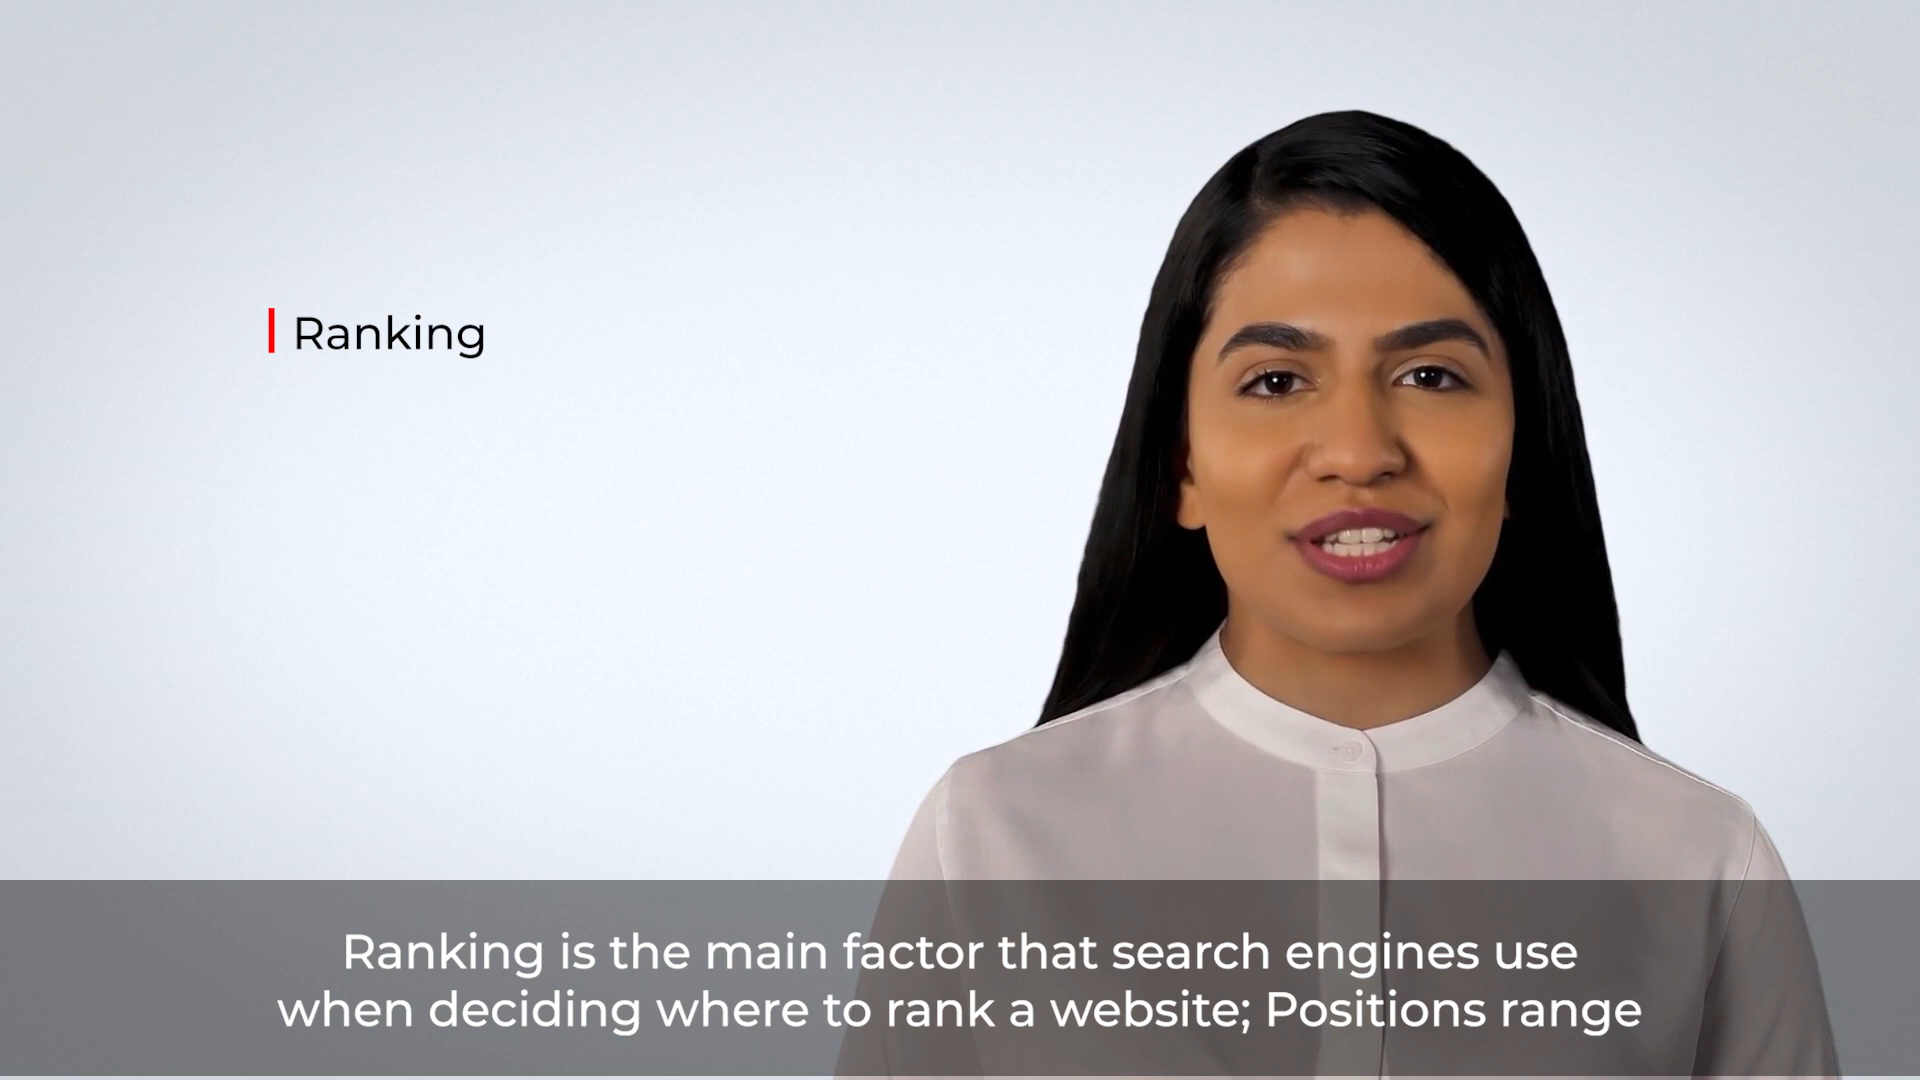 Ranking
Ranking is the main factor that search engines use
when deciding where to rank a website; Positions range